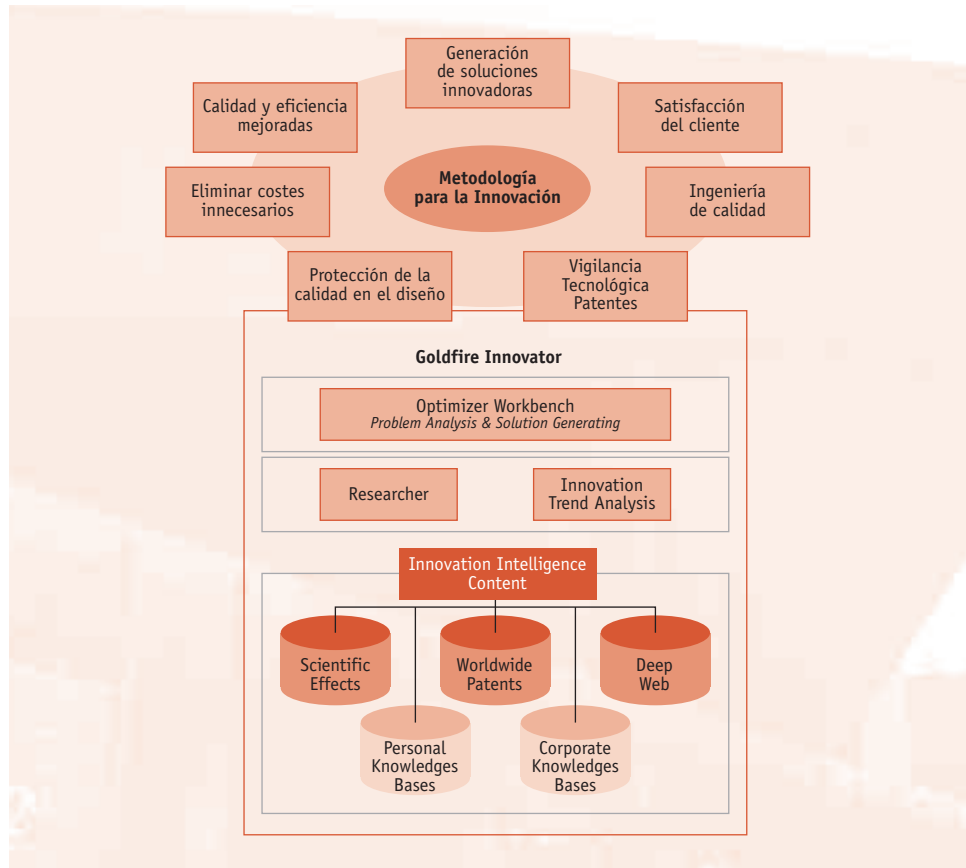 Generación
de soluciones
innovadoras
Calidad y eficiencia
mejoradas
Satisfacción
del cliente
Metodología
para la Innovación
Eliminar costes
innecesarios
Ingeniería
de calidad
Protección de la
calidad en el diseño
Vigilancia
Tecnológica
Patentes
Goldfire Innovator
Optimizer Workbench
Problem Analysis & Solution Generating
Researcher
Innovation
Trend Analysis
Innovation Intelligence
Content
Scientific
Effects
Worldwide
Patents
Deep
Web
Personal
Knowledges
Bases
Corporate
Knowledges
Bases